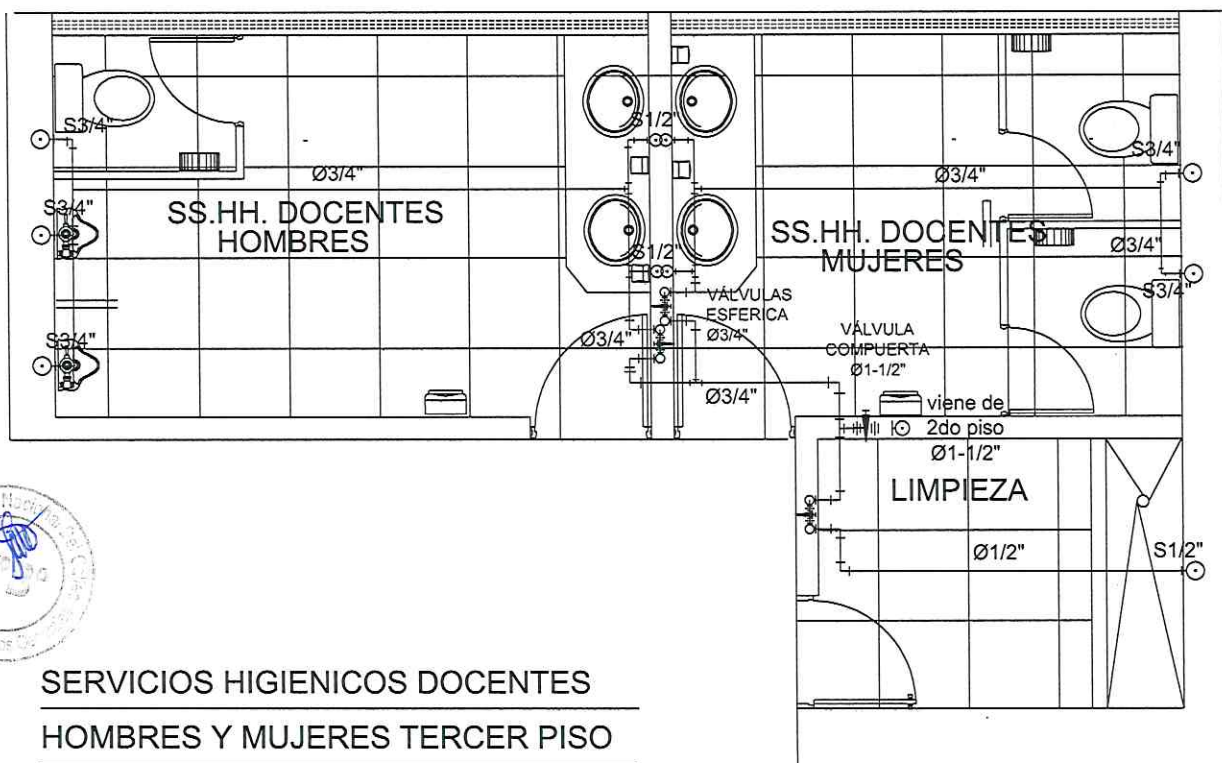 S3/4"
S1/2"
S3/4"
Ø3/4"
Ø3/4"
S3/4"
SS.HH. DOCENTES
HOMBRES
SS.HH. DOCENTES
MUJERES
Ø3/4"
S1/2"
S3/4"
VÁLVULAS
ESFERICA
Ø3/4"
Ø3/4"
S3/4"
VÁLVULA
COMPUERTA
Ø1-1/2"
Ø3/4"
viene de
2do piso
Ø1-1/2"
LIMPIEZA
Ø1/2"
S1/2"
SERVICIOS HIGIENICOS DOCENTES
HOMBRES Y MUJERES TERCER PISO